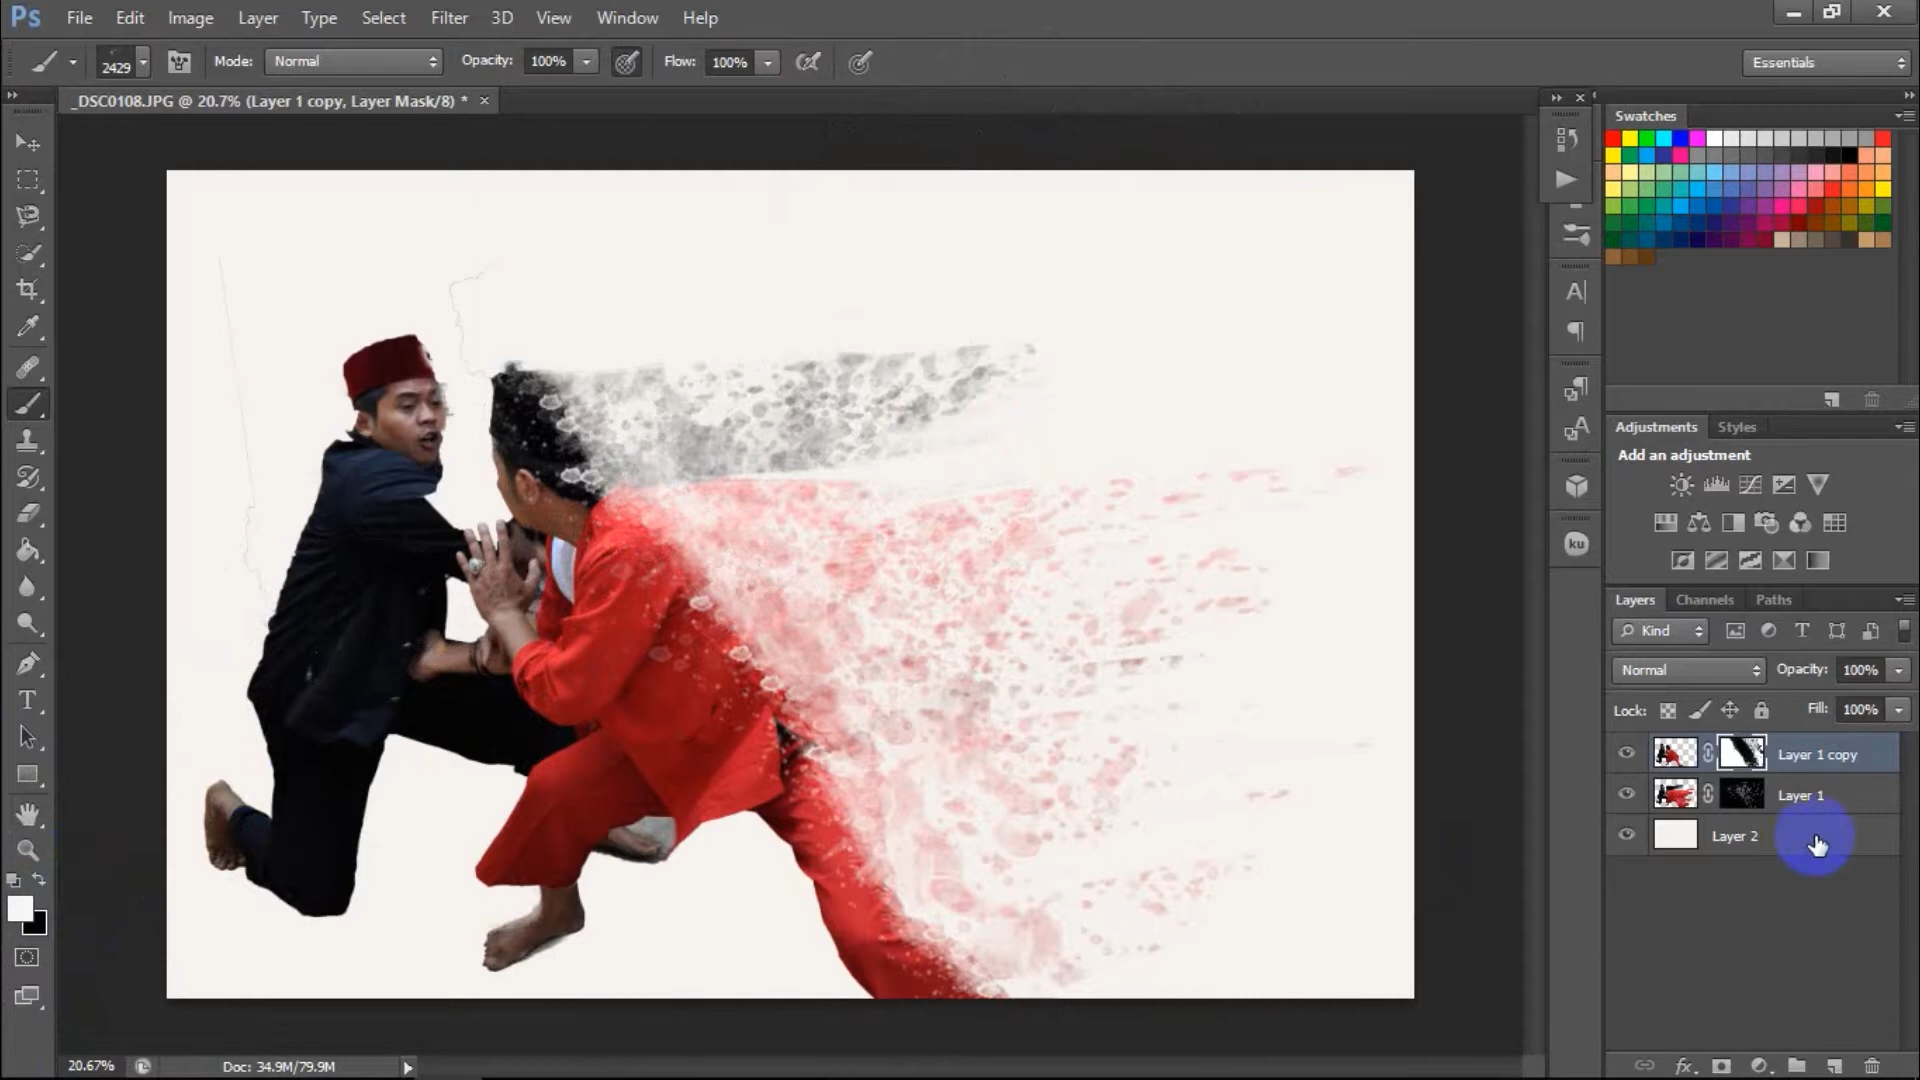 Ps File Edit Image Layer Type Select Filter 3D View Window Help
2429 Mode: Normal Opacity: 100% Flow: 100% Essentials
_DSC0108.JPG @ 20.7% (Layer 1 copy, Layer Mask/8) *
Swatches
Adjustments Styles
Add an adjustment
ku
Layers Channels Paths
Kind
Normal Opacity: 100%
Lock: Fill: 100%
Layer 1 copy
Layer 1
Layer 2
20.67% Doc: 34.9M/79.9M
fx